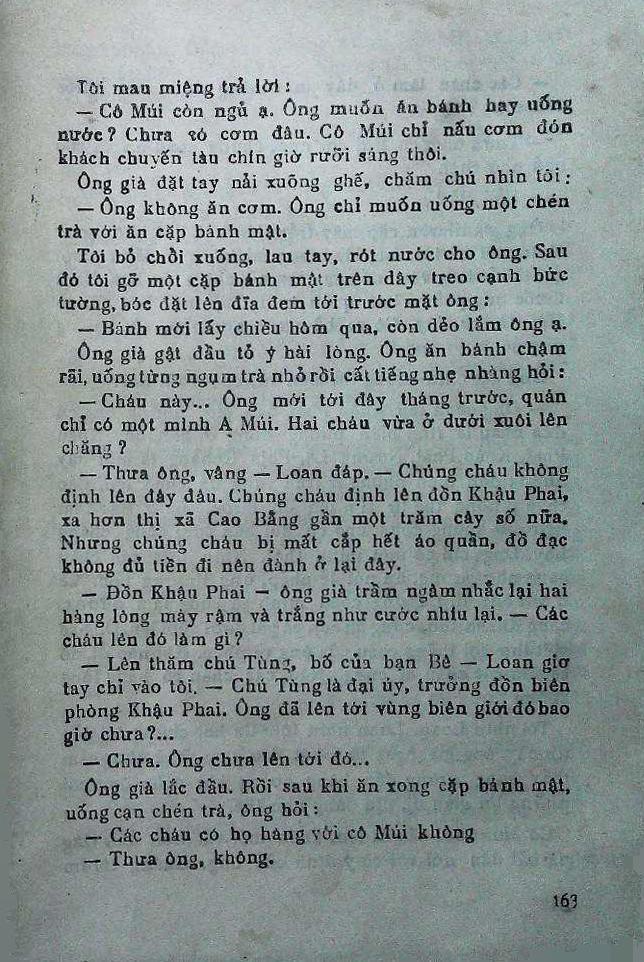 Tôi mau miệng trả lời :
— Cô Múi còn ngủ ạ. Ông muốn ăn bánh hay uống
nước ? Chưa có cơm đâu. Cô Múi chỉ nấu cơm đón
khách chuyến tàu chín giờ rưỡi sáng thôi.
Ông già đặt tay nải xuống ghế, chăm chú nhìn tôi :
— Ông không ăn cơm. Ông chỉ muốn uống một chén
trà với ăn cặp bánh mật.
Tôi bỏ chổi xuống, lau tay, rót nước cho ông. Sau
đó tôi gỡ một cặp bánh mật trên dây treo cạnh bức
tường, bóc đặt lên đĩa đem tới trước mặt ông :
— Bánh mới lấy chiều hôm qua, còn dẻo lắm ông ạ.
Ông già gật đầu tỏ ý hài lòng. Ông ăn bánh chậm
rãi, uống từng ngụm trà nhỏ rồi cất tiếng nhẹ nhàng hỏi :
— Cháu này... Ông mới tới đây tháng trước, quán
chỉ có một mình A Múi. Hai cháu vừa ở dưới xuôi lên
chăng ?
— Thưa ông, vâng — Loan đáp. — Chúng cháu không
định lên đây đâu. Chúng cháu định lên đồn Khậu Phai,
xa hơn thị xã Cao Bằng gần một trăm cây số nữa.
Nhưng chúng cháu bị mất cắp hết áo quần, đồ đạc
không đủ tiền đi nên đành ở lại đây.
— Đồn Khậu Phai — ông già trầm ngâm nhắc lại hai
hàng lông mày rậm và trắng như cước nhíu lại. — Các
cháu lên đó làm gì ?
— Lên thăm chú Tùng, bố của bạn Bê — Loan giơ
tay chỉ vào tôi. — Chú Tùng là đại úy, trưởng đồn biên
phòng Khậu Phai. Ông đã lên tới vùng biên giới đó bao
giờ chưa ?...
— Chưa. Ông chưa lên tới đó...
Ông già lắc đầu. Rồi sau khi ăn xong cặp bánh mật,
uống cạn chén trà, ông hỏi :
— Các cháu có họ hàng với cô Múi không
— Thưa ông, không.
163